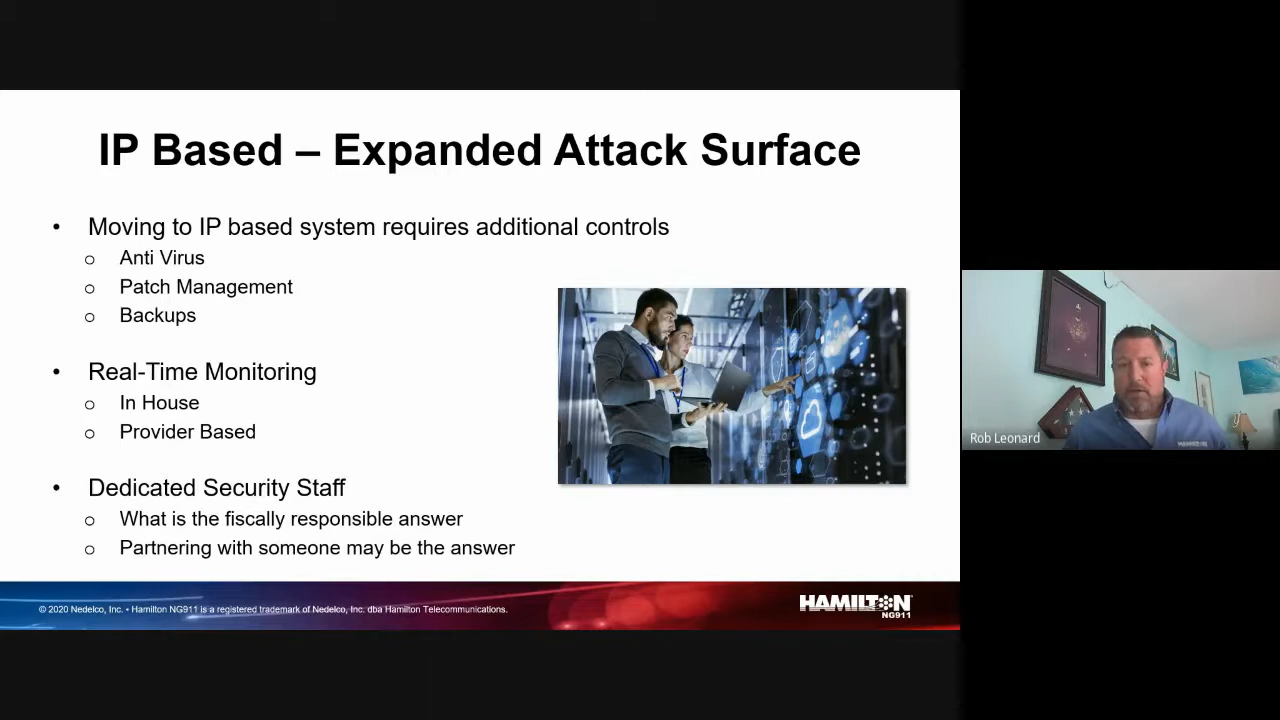 IP Based – Expanded Attack Surface
• Moving to IP based system requires additional controls
o Anti Virus
o Patch Management
o Backups
• Real-Time Monitoring
o In House
o Provider Based
• Dedicated Security Staff
o What is the fiscally responsible answer
o Partnering with someone may be the answer
© 2020 Nedelco, Inc. • Hamilton NG911 is a registered trademark of Nedelco, Inc. dba Hamilton Telecommunications.
HAMILTON
NG911
Rob Leonard
HAMILTON